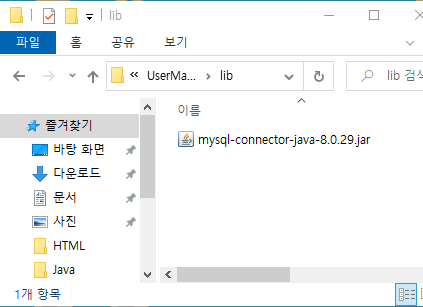 lib
파일 홈 공유 보기
« UserMa... lib lib 검색
이름
즐겨찾기
mysql-connector-java-8.0.29.jar
바탕 화면
다운로드
문서
사진
HTML
Java
1개 항목